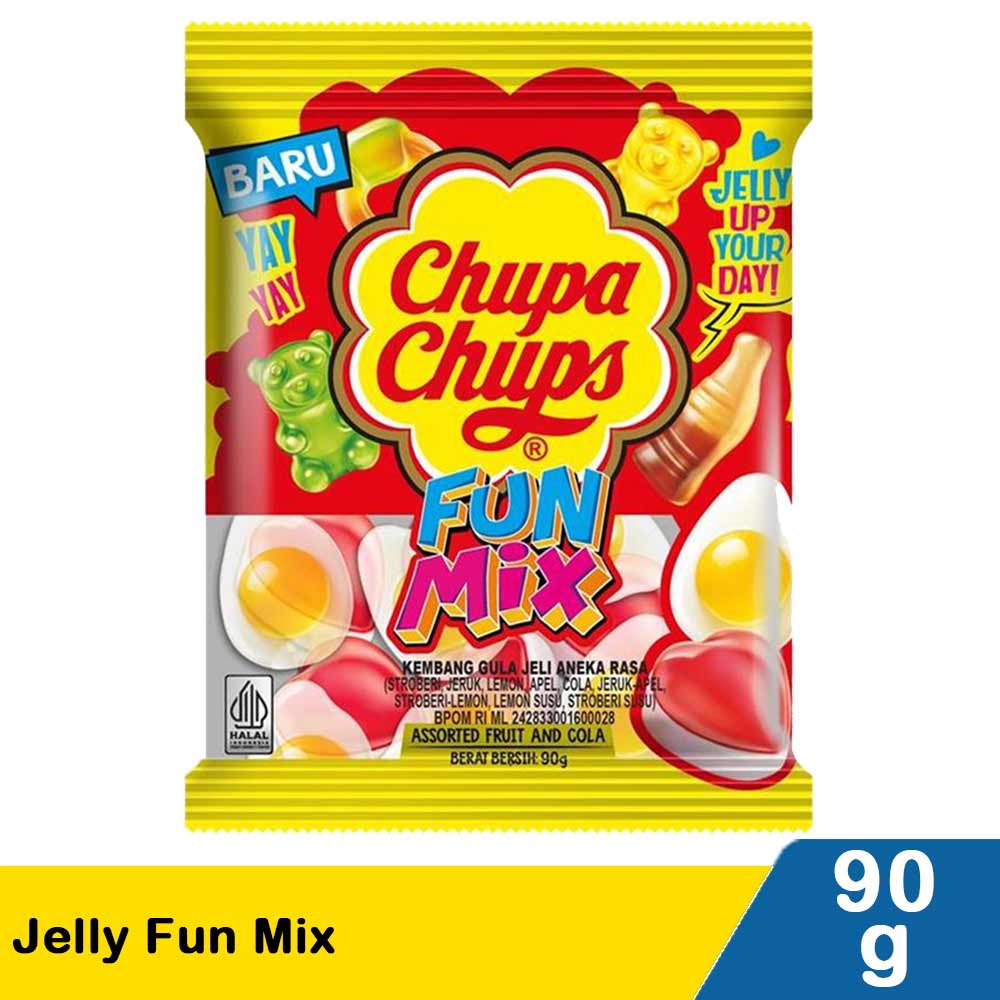 BARU
YAY
YAY
JELLY
UP
YOUR
DAY!
Chupa
Chups
®
FUN
MiX
KEMBANG GULA JELI ANEKA RASA
(STROBERI, JERUK, LEMON, APEL, COLA, JERUK-APEL,
STROBERI-LEMON, LEMON SUSU, STROBERI SUSU)
BPOM RI ML 242833001600028
ASSORTED FRUIT AND COLA
BERAT BERSIH: 90g
HALAL
INDONESIA
Jelly Fun Mix
90
g